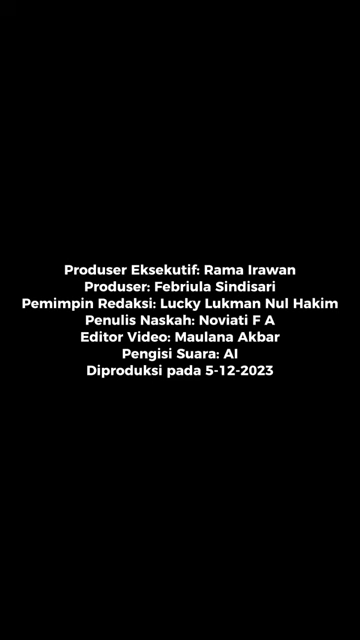 Produser Eksekutif: Rama Irawan
Produser: Febriula Sindisari
Pemimpin Redaksi: Lucky Lukman Nul Hakim
Penulis Naskah: Noviati F A
Editor Video: Maulana Akbar
Pengisi Suara: AI
Diproduksi pada 5-12-2023